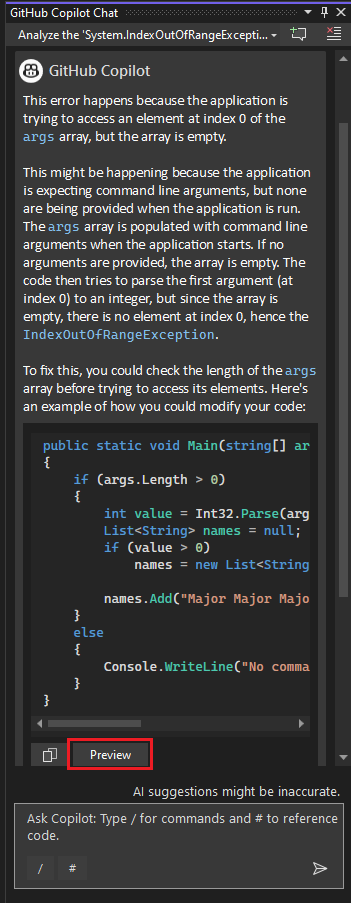 GitHub Copilot Chat
Analyze the 'System.IndexOutOfRangeExcepti...
GitHub Copilot
This error happens because the application is
trying to access an element at index 0 of the
args array, but the array is empty.
This might be happening because the application
is expecting command line arguments, but none
are being provided when the application is run.
The args array is populated with command line
arguments when the application starts. If no
arguments are provided, the array is empty. The
code then tries to parse the first argument (at
index 0) to an integer, but since the array is
empty, there is no element at index 0, hence the
IndexOutOfRangeException.
To fix this, you could check the length of the args
array before trying to access its elements. Here's
an example of how you could modify your code:
public static void Main(string[] ar
{
if (args.Length > 0)
{
int value = Int32.Parse(arg
List<String> names = null;
if (value > 0)
names = new List<String
names.Add("Major Major Majo
}
else
{
Console.WriteLine("No comma
}
}
Preview
AI suggestions might be inaccurate.
Ask Copilot: Type / for commands and # to reference
code.
/ #